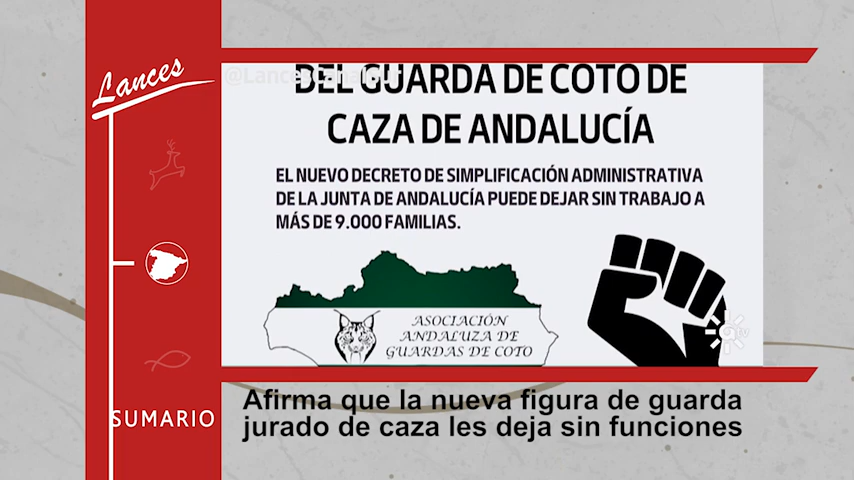 Lances
@LancesCanalSur
DEL GUARDA DE COTO DE
CAZA DE ANDALUCÍA
EL NUEVO DECRETO DE SIMPLIFICACIÓN ADMINISTRATIVA
DE LA JUNTA DE ANDALUCÍA PUEDE DEJAR SIN TRABAJO A
MÁS DE 9.000 FAMILIAS.
ASOCIACIÓN
ANDALUZA DE
GUARDAS DE COTO
tv
SUMARIO
Afirma que la nueva figura de guarda
jurado de caza les deja sin funciones